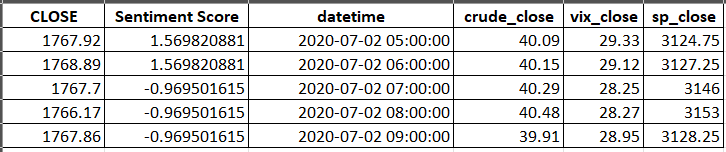 CLOSE Sentiment Score datetime crude_close vix_close sp_close
1767.92 1.569820881 2020-07-02 05:00:00 40.09 29.33 3124.75
1768.89 1.569820881 2020-07-02 06:00:00 40.15 29.12 3127.25
1767.7 -0.969501615 2020-07-02 07:00:00 40.29 28.25 3146
1766.17 -0.969501615 2020-07-02 08:00:00 40.48 28.27 3153
1767.86 -0.969501615 2020-07-02 09:00:00 39.91 28.95 3128.25